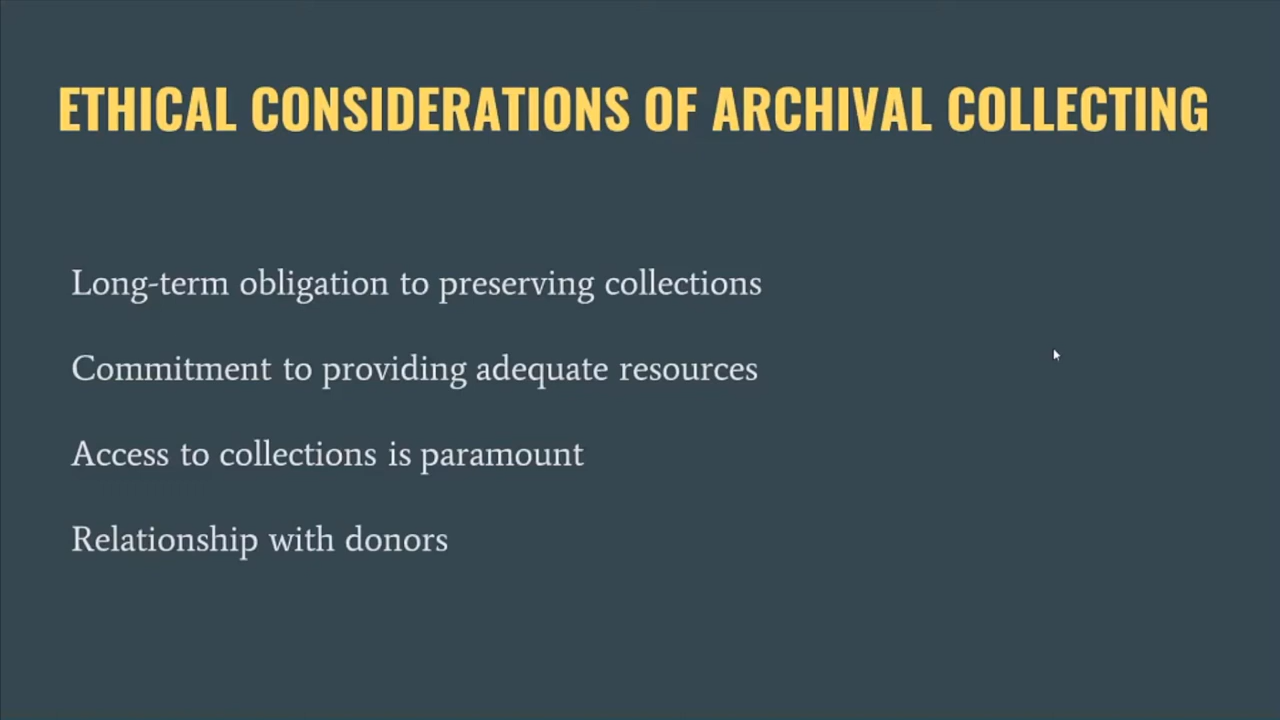 ETHICAL CONSIDERATIONS OF ARCHIVAL COLLECTING
Long-term obligation to preserving collections
Commitment to providing adequate resources
Access to collections is paramount
Relationship with donors